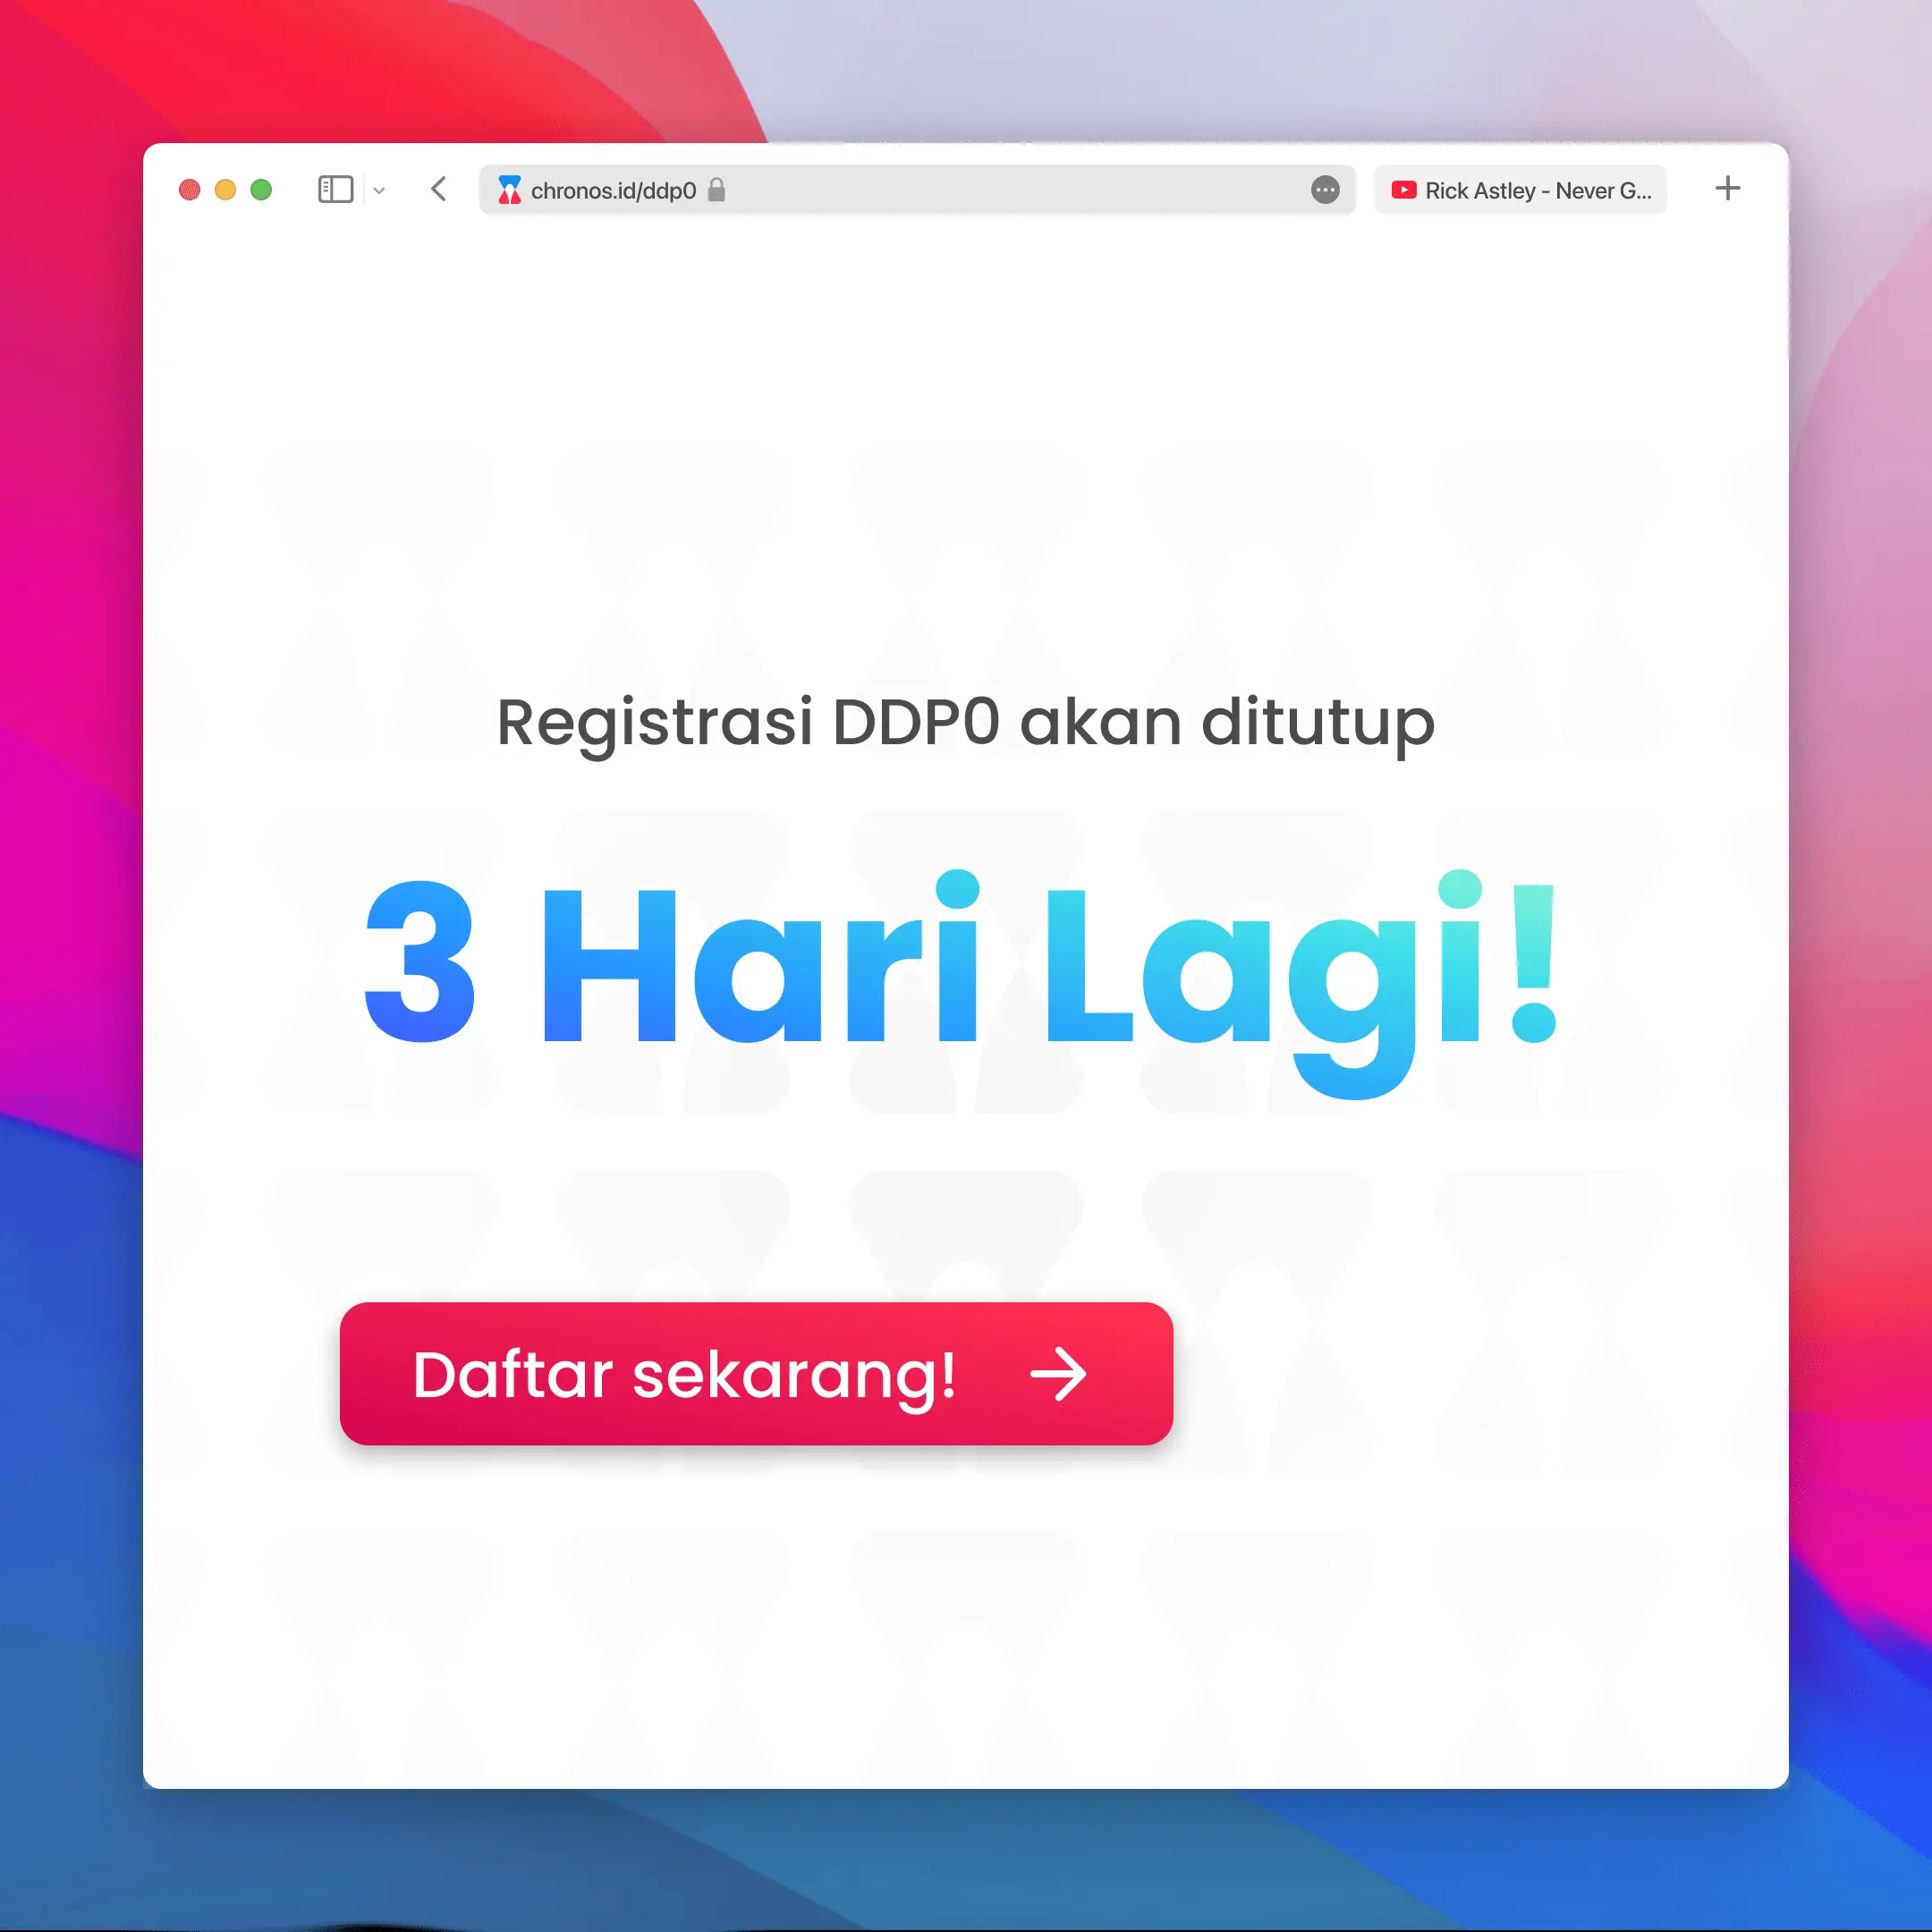 chronos.id/ddp0
Rick Astley - Never G...
Registrasi DDP0 akan ditutup
3 Hari Lagi!
Daftar sekarang!